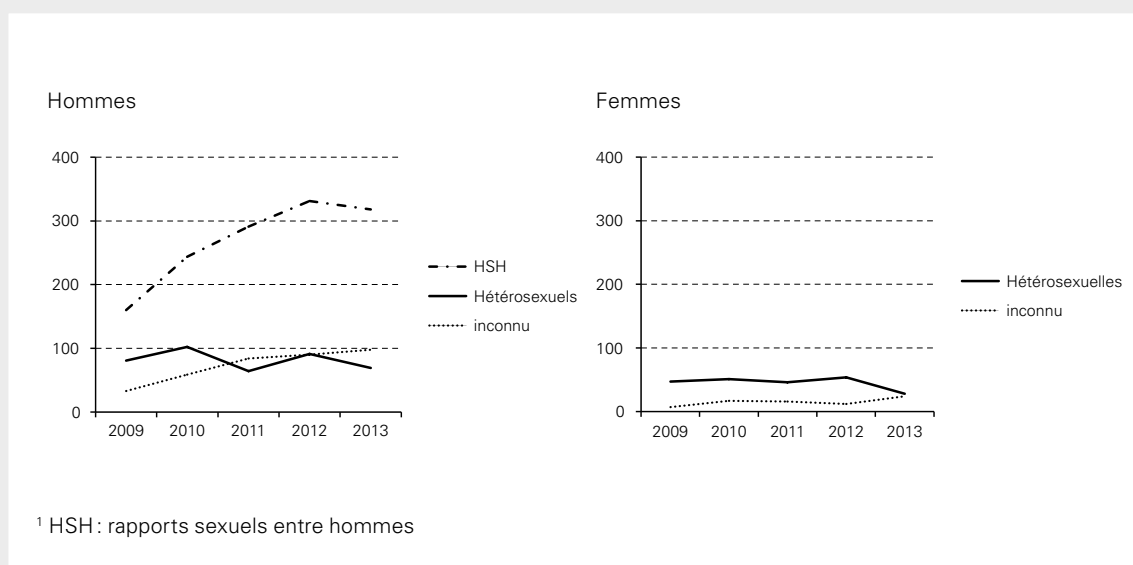 Hommes
400
300
200
100
0
2009 2010 2011 2012 2013
HSH
Hétérosexuels
inconnu
Femmes
400
300
200
100
0
2009 2010 2011 2012 2013
Hétérosexuelles
inconnu
¹ HSH : rapports sexuels entre hommes